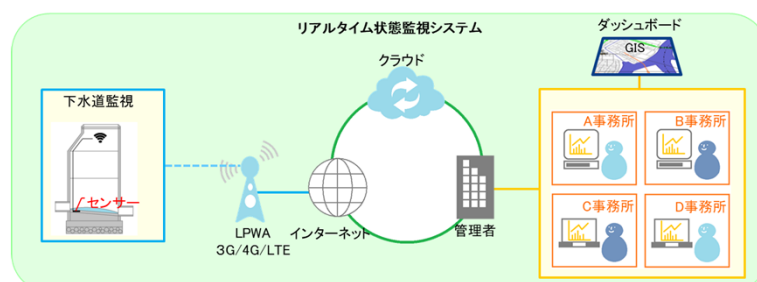 リアルタイム状態監視システム
ダッシュボード
GIS
クラウド
下水道監視
センサー
A事務所
B事務所
C事務所
D事務所
LPWA
3G/4G/LTE
インターネット
管理者